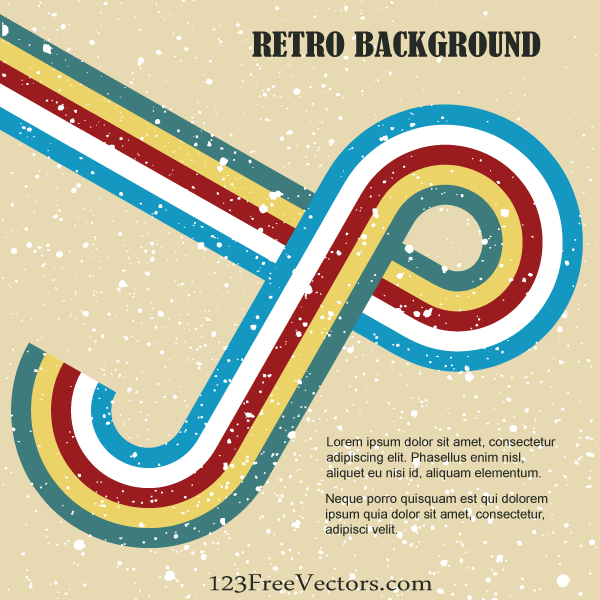 RETRO BACKGROUND
Lorem ipsum dolor sit amet, consectetur
adipiscing elit. Phasellus enim nisl,
aliquet eu nisi id, aliquam elementum.
Neque porro quisquam est qui dolorem
ipsum quia dolor sit amet, consectetur,
adipisci velit.
123FreeVectors.com